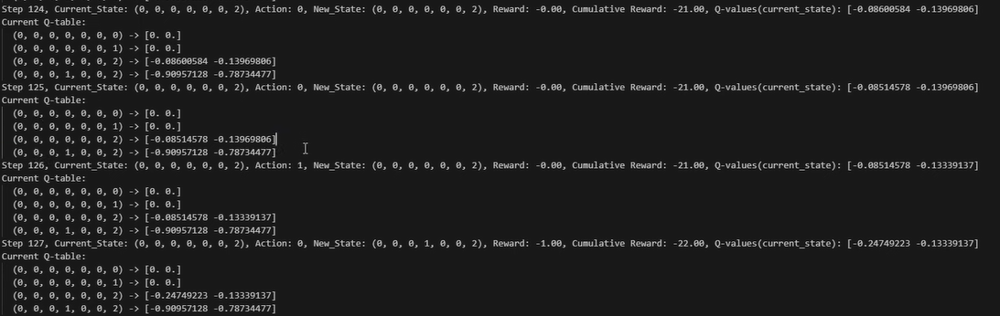 Step 124, Current_State: (0, 0, 0, 0, 0, 0, 2), Action: 0, New_State: (0, 0, 0, 0, 0, 0, 2), Reward: -0.00, Cumulative Reward: -21.00, Q-values(current_state): [-0.08600584 -0.13969806]
Current Q-table:
(0, 0, 0, 0, 0, 0, 0) -> [0. 0.]
(0, 0, 0, 0, 0, 0, 1) -> [0. 0.]
(0, 0, 0, 0, 0, 0, 2) -> [-0.08600584 -0.13969806]
(0, 0, 0, 1, 0, 0, 2) -> [-0.90957128 -0.78734477]
Step 125, Current_State: (0, 0, 0, 0, 0, 0, 2), Action: 0, New_State: (0, 0, 0, 0, 0, 0, 2), Reward: -0.00, Cumulative Reward: -21.00, Q-values(current_state): [-0.08514578 -0.13969806]
Current Q-table:
(0, 0, 0, 0, 0, 0, 0) -> [0. 0.]
(0, 0, 0, 0, 0, 0, 1) -> [0. 0.]
(0, 0, 0, 0, 0, 0, 2) -> [-0.08514578 -0.13969806]
(0, 0, 0, 1, 0, 0, 2) -> [-0.90957128 -0.78734477]
Step 126, Current_State: (0, 0, 0, 0, 0, 0, 2), Action: 1, New_State: (0, 0, 0, 0, 0, 0, 2), Reward: -0.00, Cumulative Reward: -21.00, Q-values(current_state): [-0.08514578 -0.13339137]
Current Q-table:
(0, 0, 0, 0, 0, 0, 0) -> [0. 0.]
(0, 0, 0, 0, 0, 0, 1) -> [0. 0.]
(0, 0, 0, 0, 0, 0, 2) -> [-0.08514578 -0.13339137]
(0, 0, 0, 1, 0, 0, 2) -> [-0.90957128 -0.78734477]
Step 127, Current_State: (0, 0, 0, 0, 0, 0, 2), Action: 0, New_State: (0, 0, 0, 1, 0, 0, 2), Reward: -1.00, Cumulative Reward: -22.00, Q-values(current_state): [-0.24749223 -0.13339137]
Current Q-table:
(0, 0, 0, 0, 0, 0, 0) -> [0. 0.]
(0, 0, 0, 0, 0, 0, 1) -> [0. 0.]
(0, 0, 0, 0, 0, 0, 2) -> [-0.24749223 -0.13339137]
(0, 0, 0, 1, 0, 0, 2) -> [-0.90957128 -0.78734477]